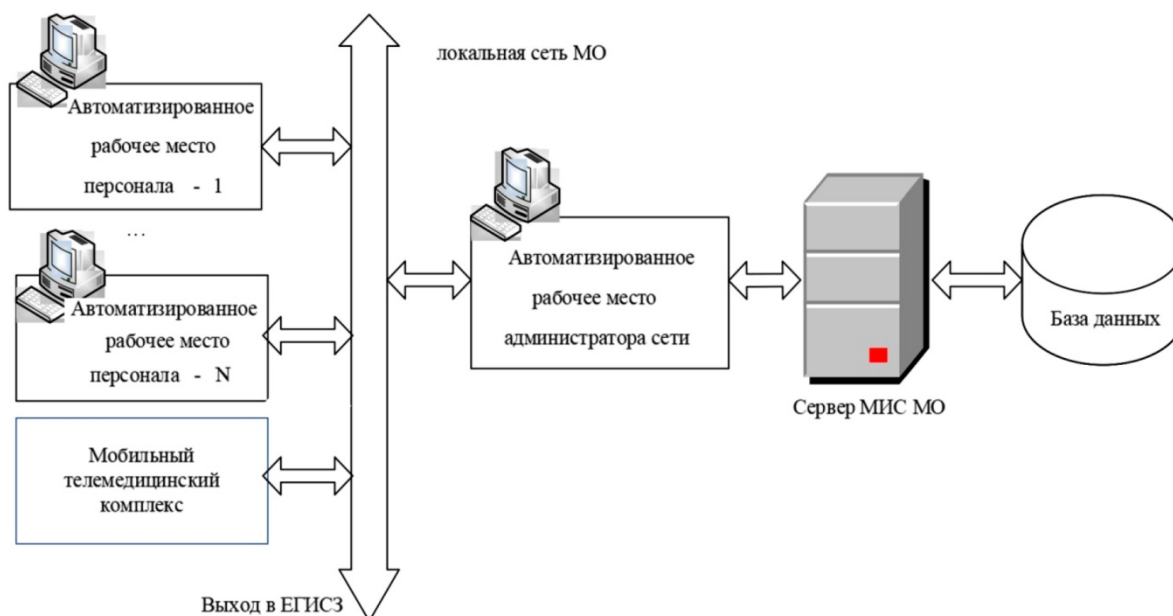 локальная сеть МО
Автоматизированное
рабочее место
персонала - 1
...
Автоматизированное
рабочее место
персонала - N
Мобильный
телемедицинский
комплекс
Выход в ЕГИСЗ
Автоматизированное
рабочее место
администратора сети
Сервер МИС МО
База данных